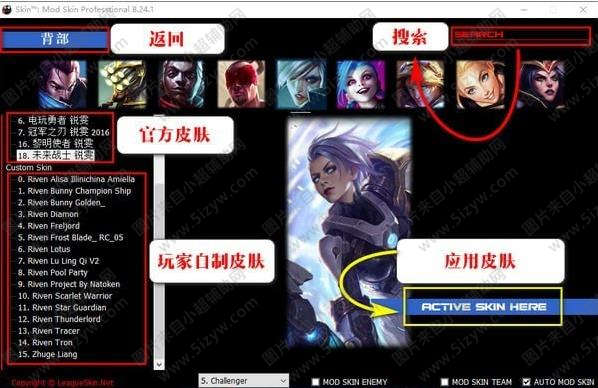 Skin™: Mod Skin Professtional 8.24.1
背部
返回
搜索
SEARCH
6. 电玩勇者 锐雯
7. 冠军之刃 锐雯 2016
16. 黎明使者 锐雯
18. 未来战士 锐雯
官方皮肤
Custom Skin
0. Riven Alisa Illinichina Amiella
1. Riven Bunny Champion Ship
2. Riven Bunny Golden_
3. Riven Diamon
4. Riven Freljord
5. Riven Frost Blade_ RC_05
6. Riven Lotus
7. Riven Lu Ling Qi V2
8. Riven Pool Party
9. Riven Project By Natoken
10. Riven Scarlet Warrior
11. Riven Star Guardian
12. Riven Thunderlord
13. Riven Tracer
14. Riven Tron
15. Zhuge Liang
玩家自制皮肤
应用皮肤
ACTIVE SKIN HERE
Copyright © LeagueSkin.Net
5. Challenger
MOD SKIN ENEMY
MOD SKIN TEAM
AUTO MOD SKIN
图片来自小超辅助网
www.51zyw.com